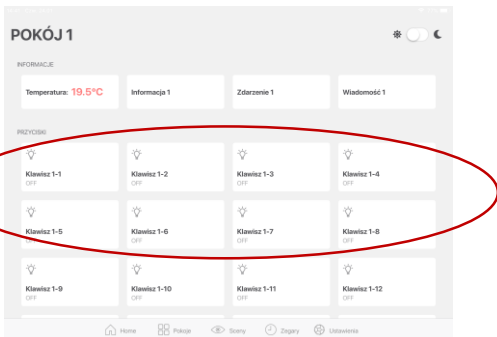 POKÓJ 1
INFORMACJE
Temperatura: 19.5°C Informacja 1 Zdarzenie 1 Wiadomość 1
PRZYCISKI
Klawisz 1-1 Klawisz 1-2 Klawisz 1-3 Klawisz 1-4
OFF OFF OFF OFF
Klawisz 1-5 Klawisz 1-6 Klawisz 1-7 Klawisz 1-8
OFF OFF OFF OFF
Klawisz 1-9 Klawisz 1-10 Klawisz 1-11 Klawisz 1-12
OFF OFF OFF OFF
Home Pokoje Sceny Zegary Ustawienia